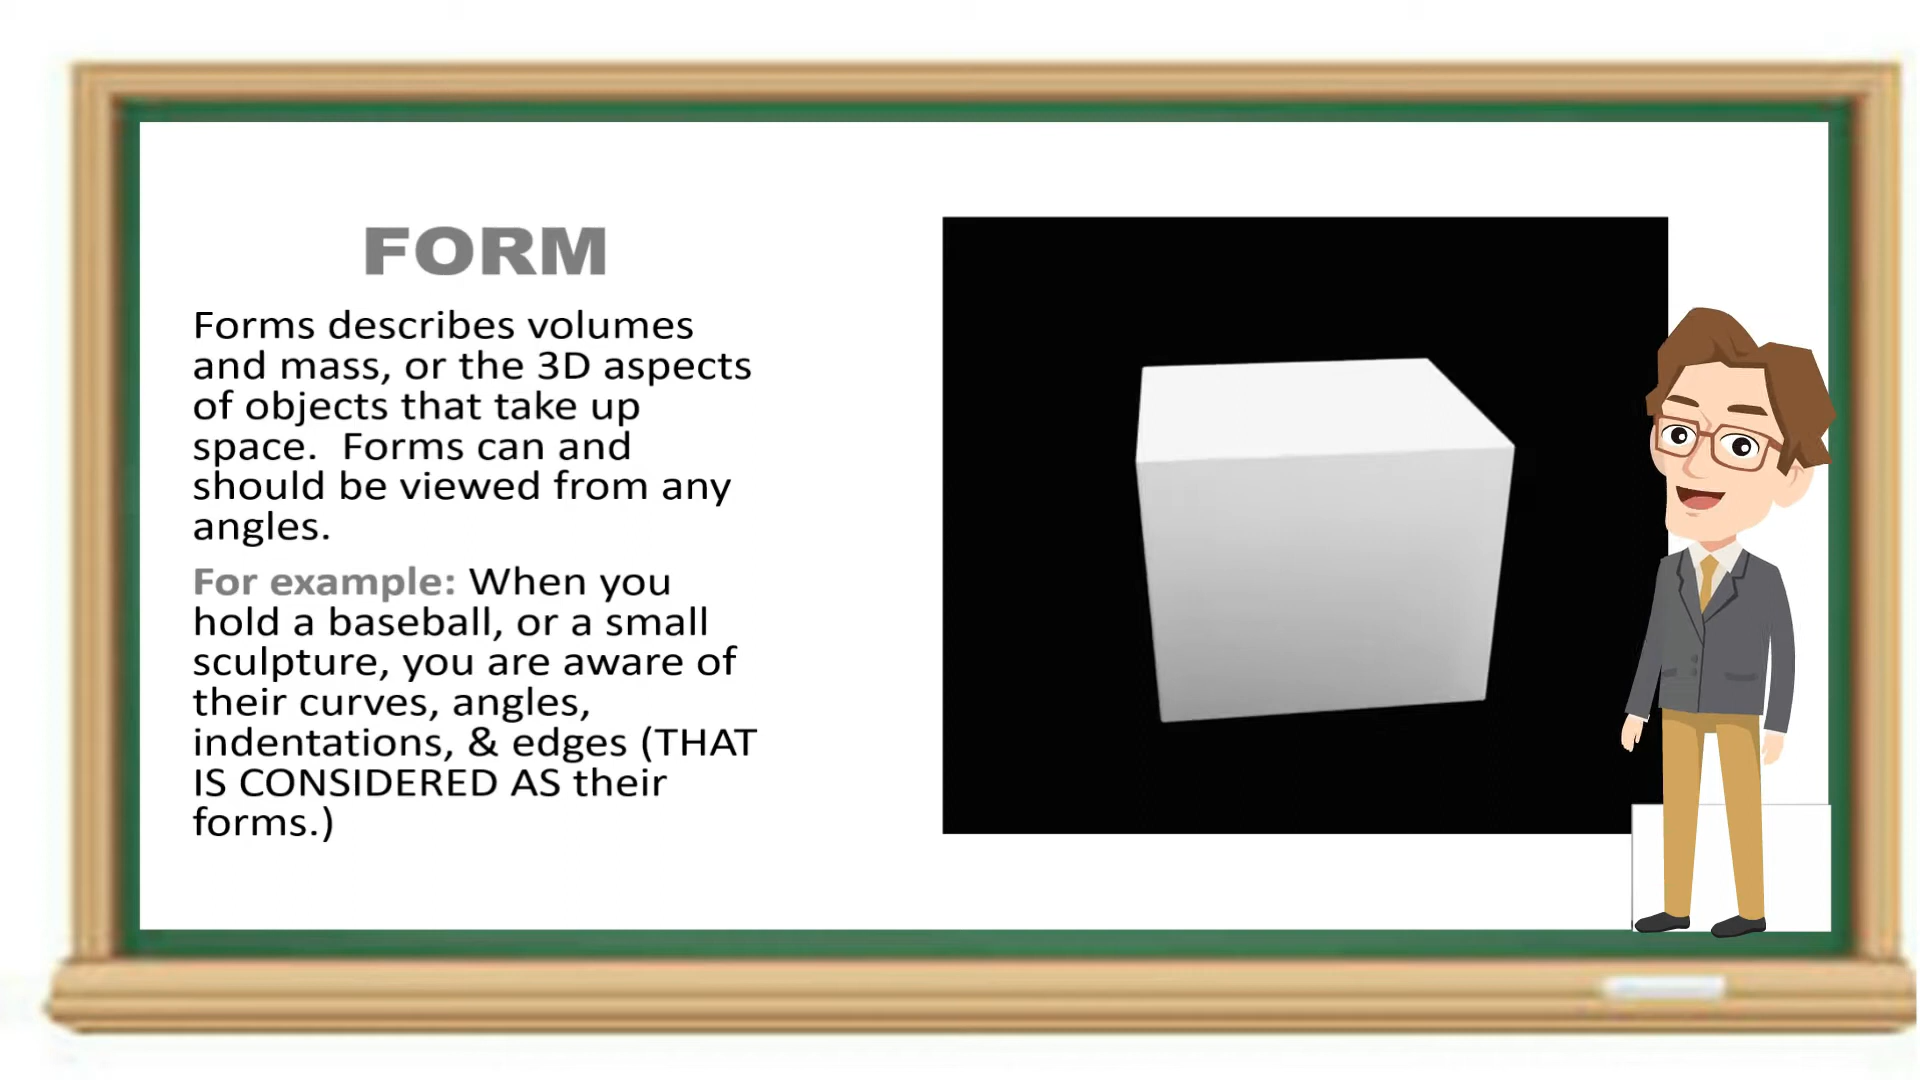 FORM
Forms describes volumes
and mass, or the 3D aspects
of objects that take up
space.  Forms can and
should be viewed from any
angles.
For example: When you
hold a baseball, or a small
sculpture, you are aware of
their curves, angles,
indentations, & edges (THAT
IS CONSIDERED AS their
forms.)